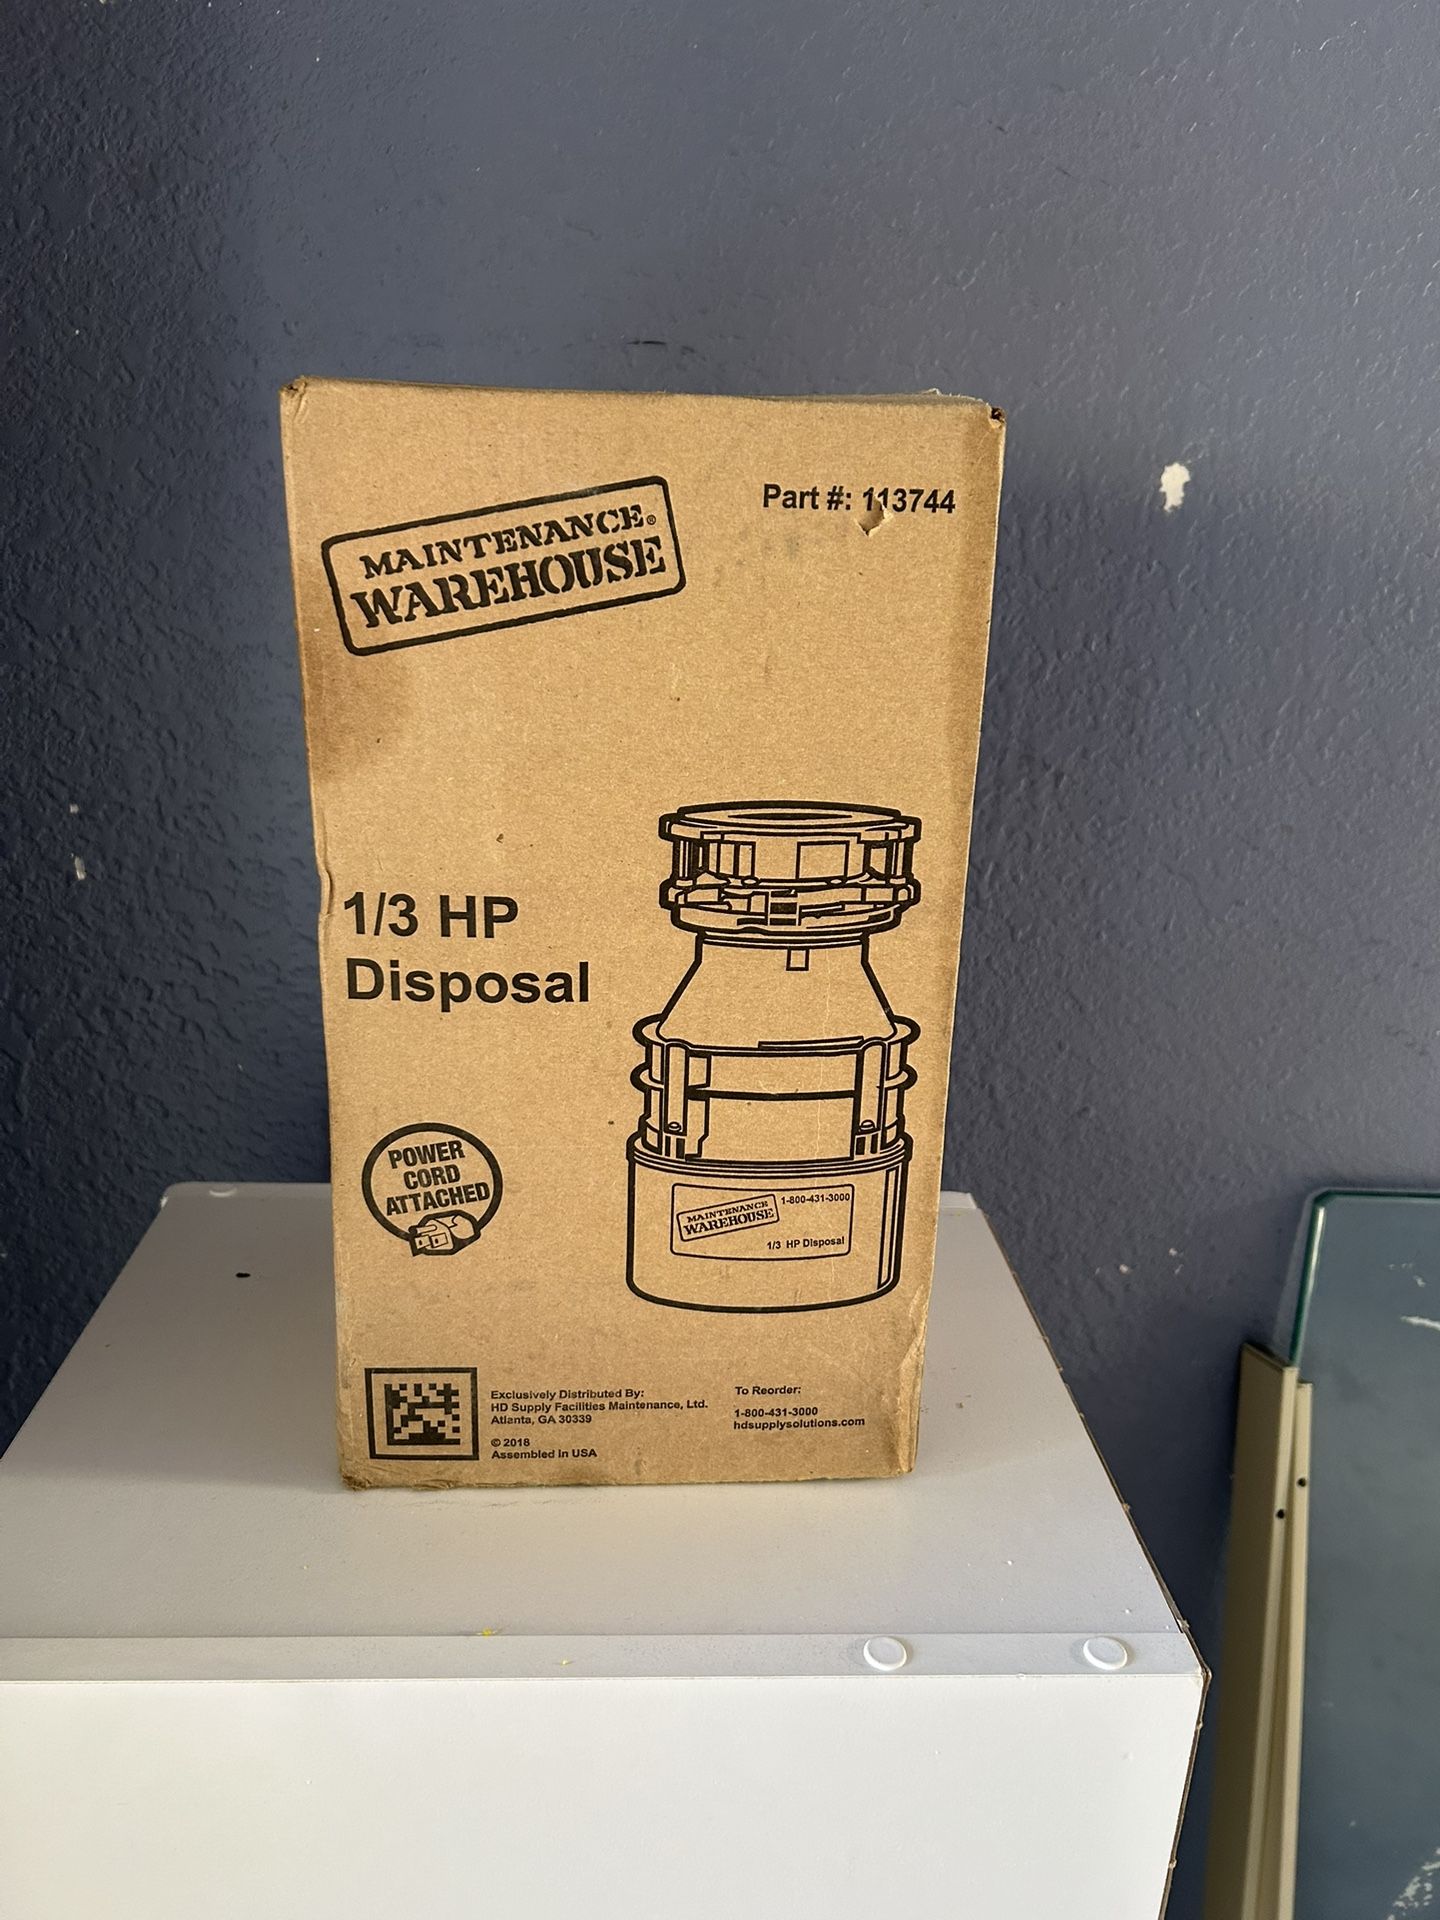 MAINTENANCE®
WAREHOUSE
Part #: 113744
1/3 HP
Disposal
POWER
CORD
ATTACHED
MAINTENANCE
WAREHOUSE
1-800-431-3000
1/3 HP Disposal
Exclusively Distributed By:
HD Supply Facilities Maintenance, Ltd.
Atlanta, GA 30339
© 2018
Assembled in USA
To Reorder:
1-800-431-3000
hdsupplysolutions.com